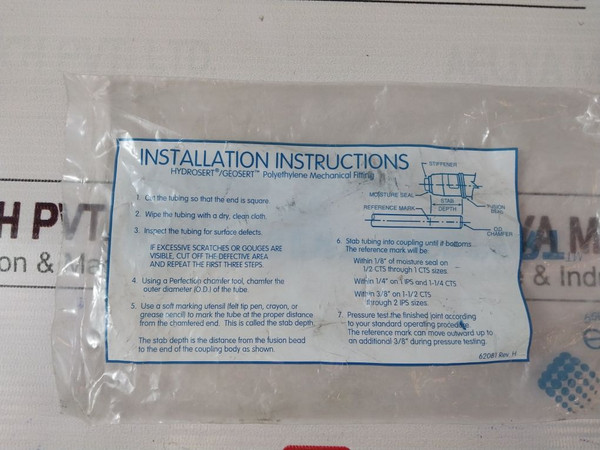 INSTALLATION INSTRUCTIONS
HYDROSERT®/GEOSERT™ Polyethylene Mechanical Fitting
1. Cut the tubing so that the end is square.
2. Wipe the tubing with a dry, clean cloth.
3. Inspect the tubing for surface defects.
IF EXCESSIVE SCRATCHES OR GOUGES ARE
VISIBLE, CUT OFF THE DEFECTIVE AREA
AND REPEAT THE FIRST THREE STEPS.
4. Using a Perfection chamfer tool, chamfer the
outer diameter (O.D.) of the tube.
5. Use a soft marking utensil (felt tip pen, crayon, or
grease pencil) to mark the tube at the proper distance
from the chamfered end. This is called the stab depth.
The stab depth is the distance from the fusion bead
to the end of the coupling body as shown.
STIFFENER
MOISTURE SEAL
STAB
DEPTH
REFERENCE MARK
FUSION
BEAD
O.D.
CHAMFER
6. Stab tubing into coupling until it bottoms.
The reference mark will be:
Within 1/8" of moisture seal on
1/2 CTS through 1 CTS sizes.
Within 1/4" on 1 IPS and 1-1/4 CTS
Within 3/8" on 1-1/2 CTS
through 2 IPS sizes.
7. Pressure test the finished joint according
to your standard operating procedure.
The reference mark may move outward up to
an additional 3/8" during pressure testing.
62081 Rev. H
H PVT
on & Ma
YA M
e & Indu